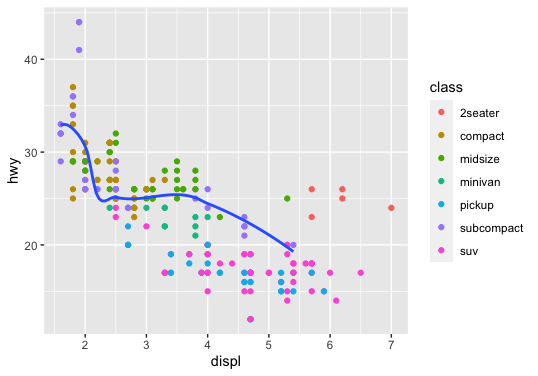 40
30
20
hwy
2 3 4 5 6 7
displ
class
2seater
compact
midsize
minivan
pickup
subcompact
suv